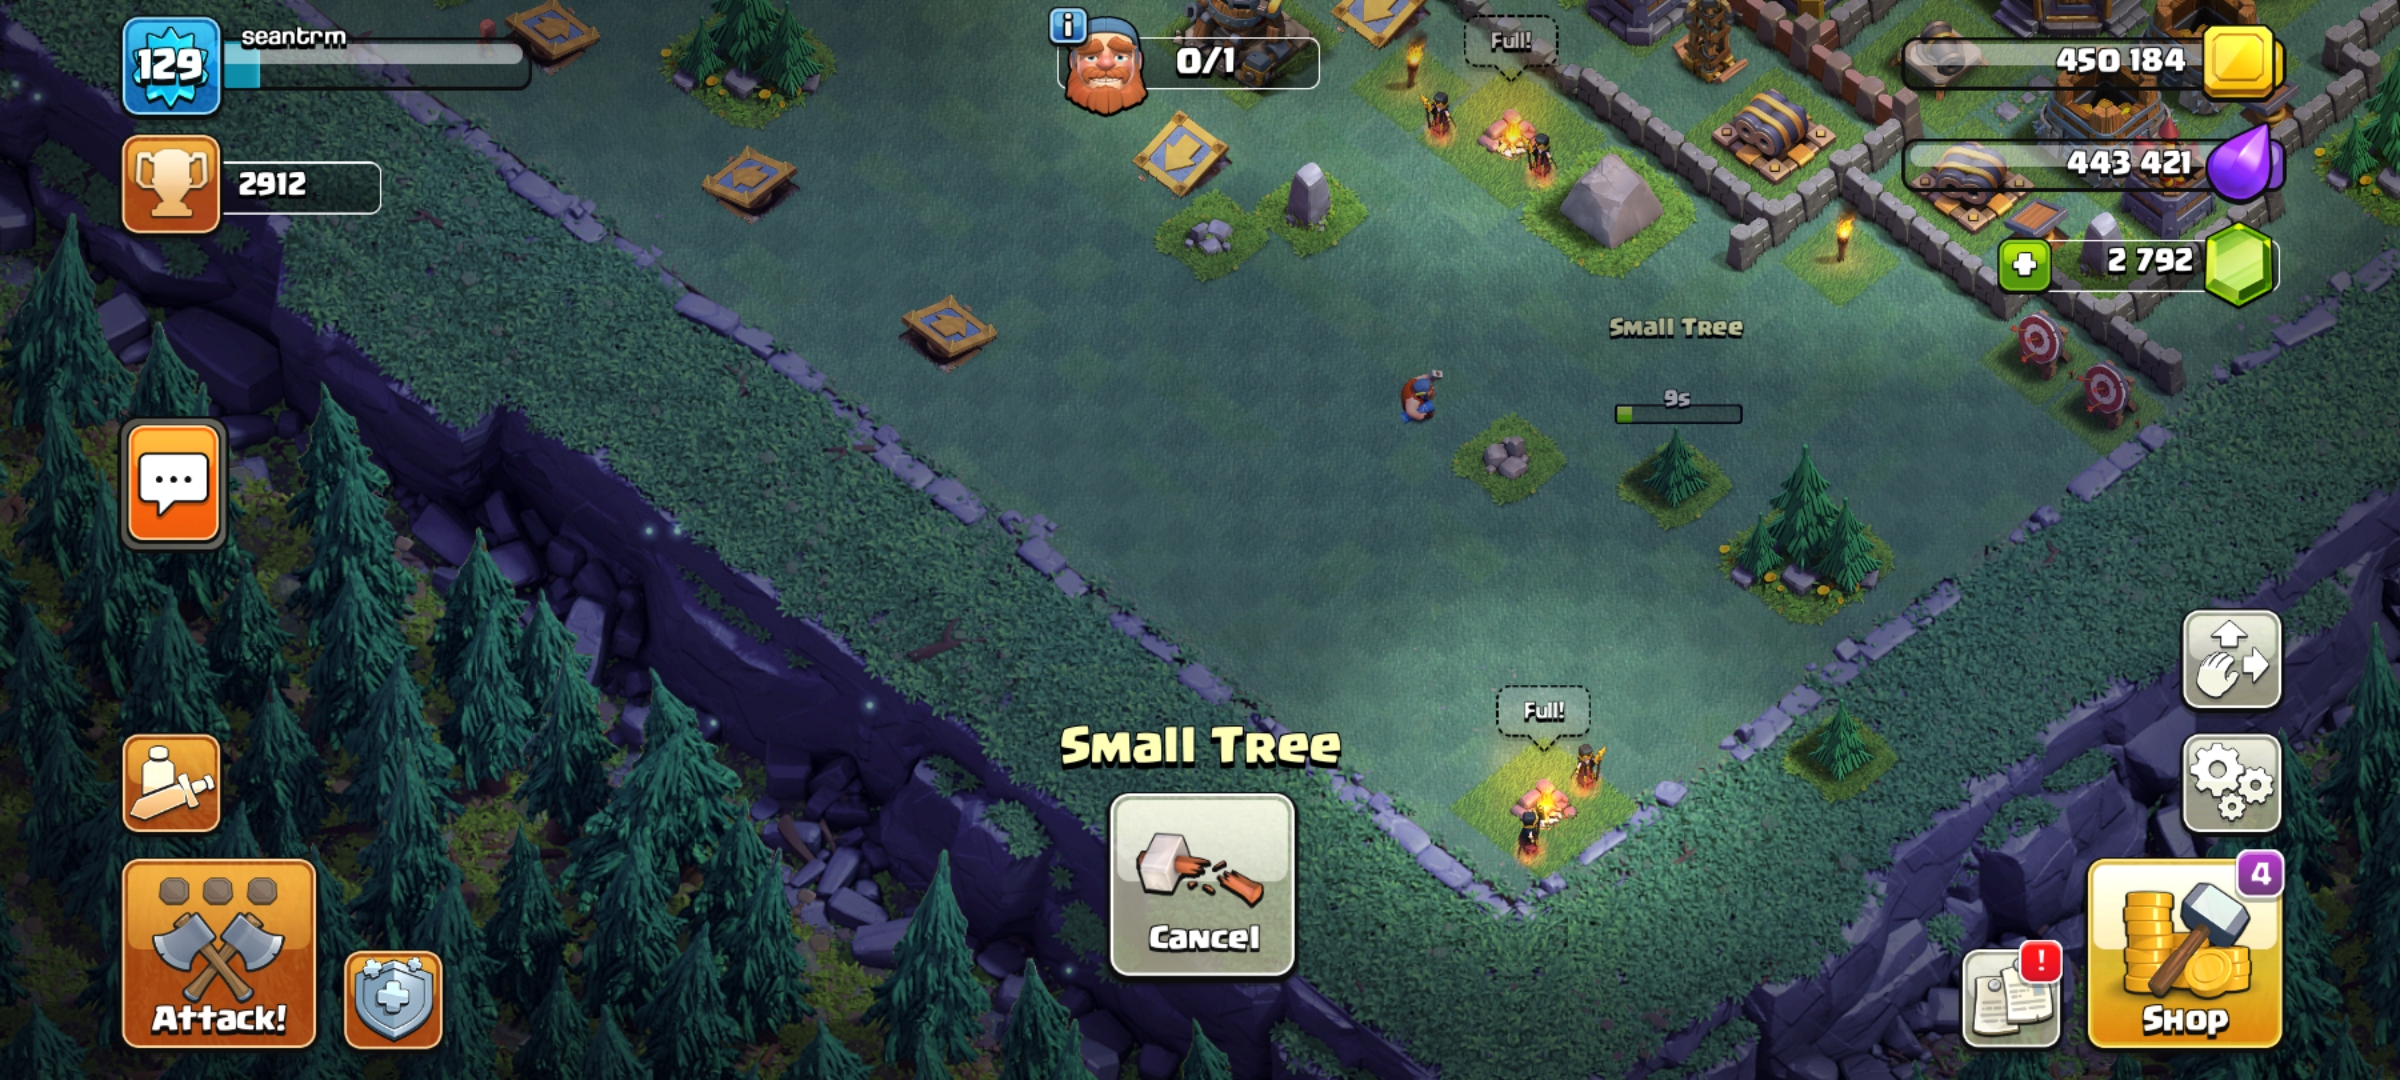 129
seantrm
i
0/1
Full!
450 184
2912
443 421
2 792
Small Tree
9s
Full!
Small Tree
Cancel
Attack!
4
!
Shop